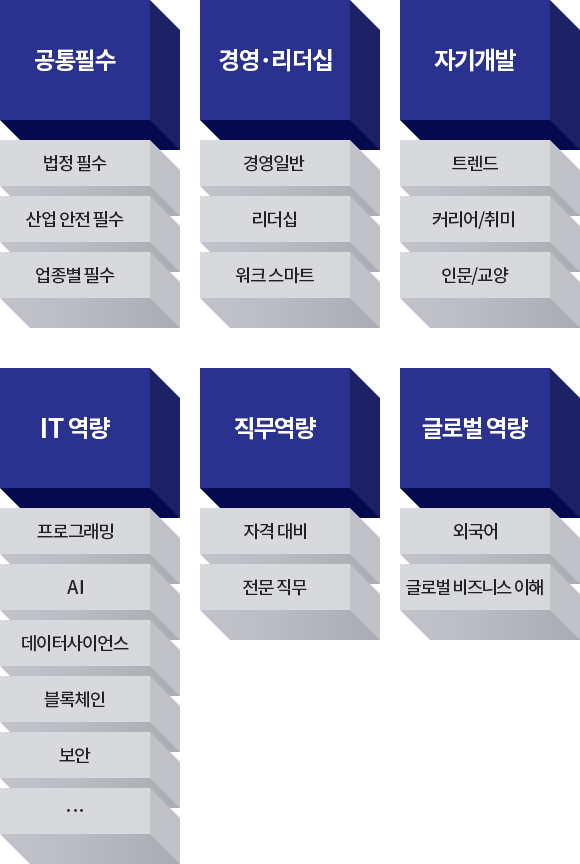 공통필수
법정 필수
산업 안전 필수
업종별 필수
경영·리더십
경영일반
리더십
워크 스마트
자기개발
트렌드
커리어/취미
인문/교양
IT 역량
프로그래밍
AI
데이터사이언스
블록체인
보안
...
직무역량
자격 대비
전문 직무
글로벌 역량
외국어
글로벌 비즈니스 이해